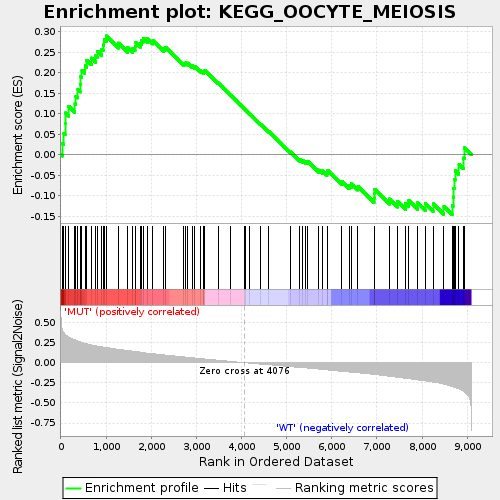 Enrichment plot: KEGG_OOCYTE_MEIOSIS
Enrichment score (ES)
0.30
0.25
0.20
0.15
0.10
0.05
0.00
-0.05
-0.10
-0.15
Ranked list metric (Signal2Noise)
0.50
0.25
0.00
-0.25
-0.50
-0.75
'MUT' (positively correlated)
Zero cross at 4076
'WT' (negatively correlated)
0 1,000 2,000 3,000 4,000 5,000 6,000 7,000 8,000 9,000
Rank in Ordered Dataset
Enrichment profile Hits Ranking metric scores